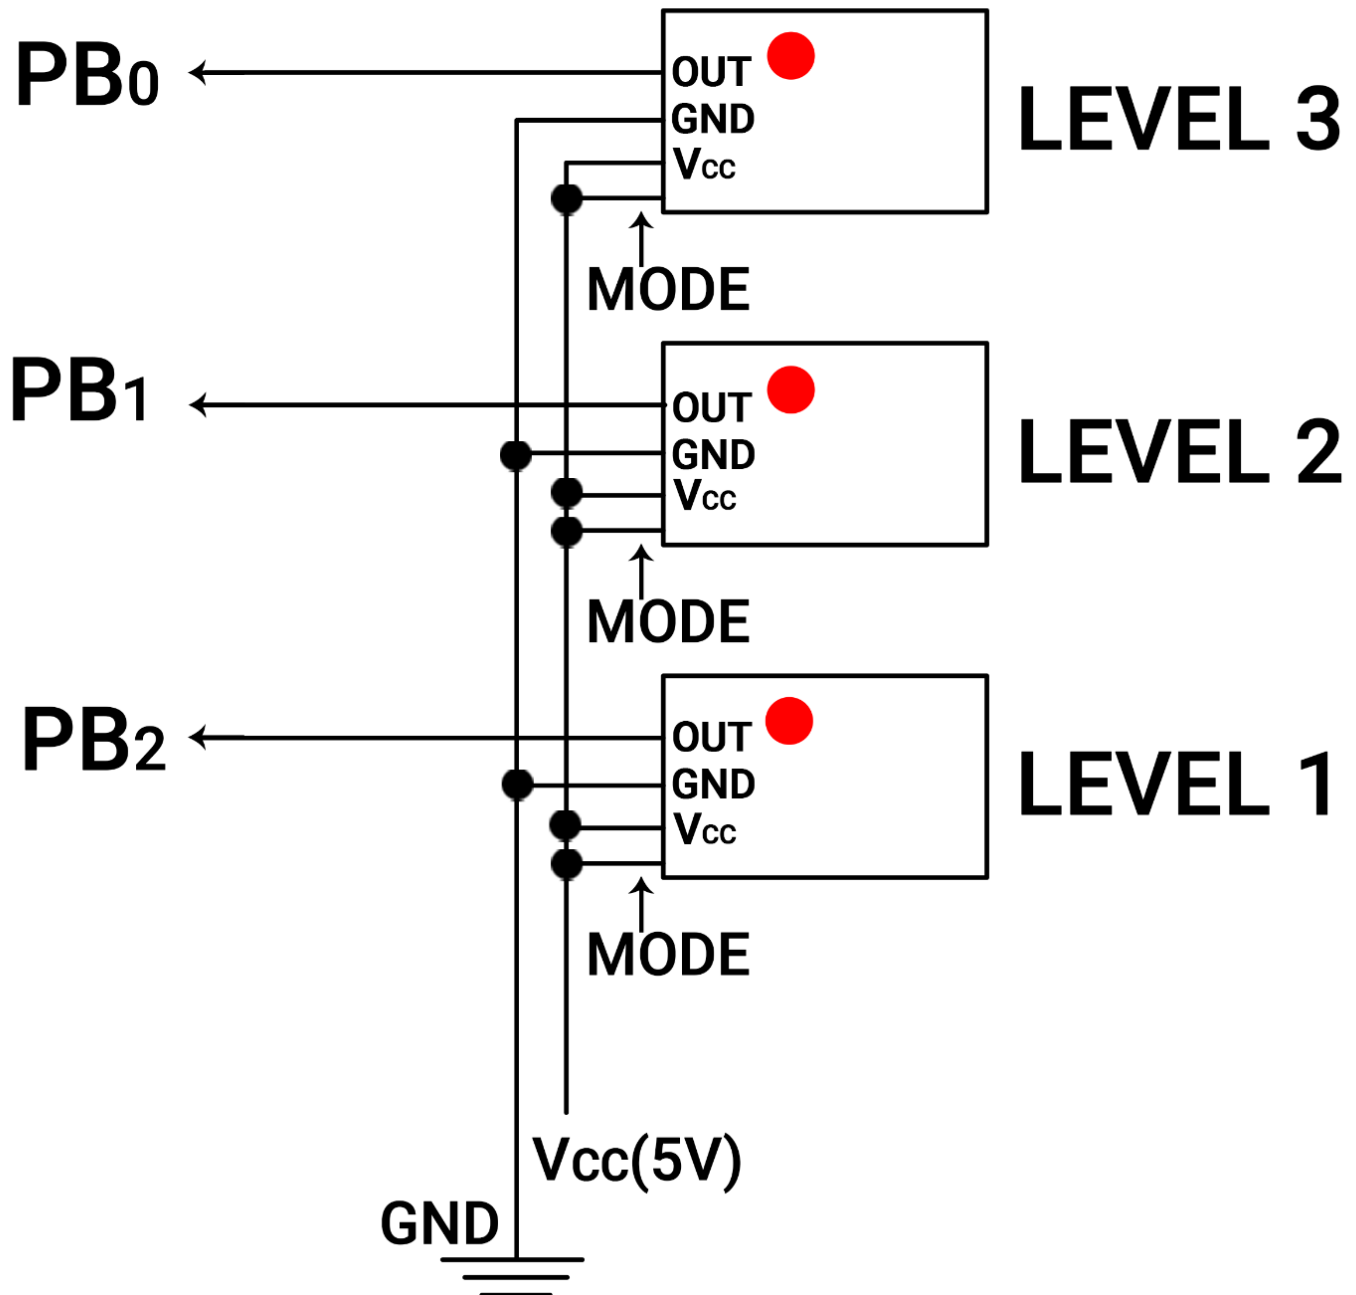 PB0
OUT
GND
Vcc
LEVEL 3
MODE
PB1
OUT
GND
Vcc
LEVEL 2
MODE
PB2
OUT
GND
Vcc
LEVEL 1
MODE
Vcc(5V)
GND